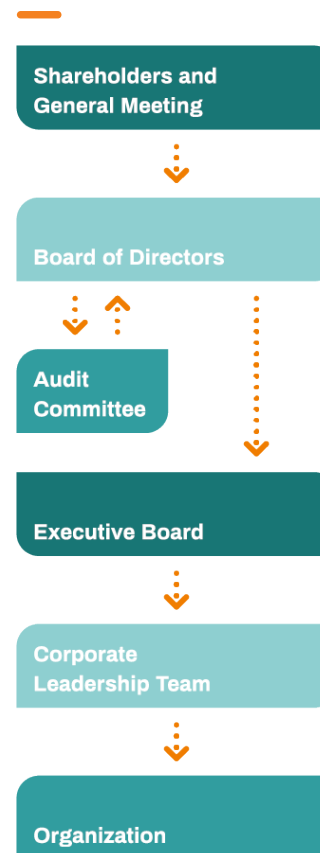 Shareholders and
General Meeting
Board of Directors
Audit
Committee
Executive Board
Corporate
Leadership Team
Organization